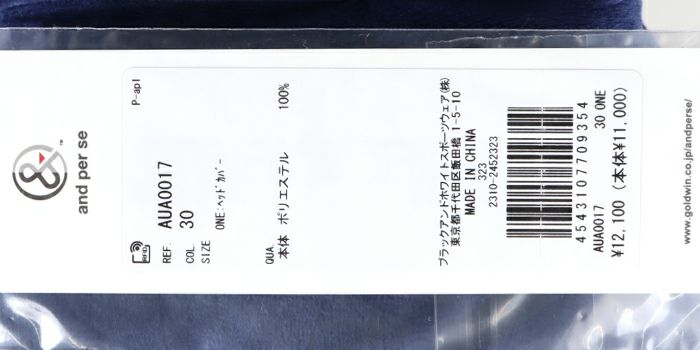 and per se
TM
P-apl
RFID
REF. AUA0017
COL. 30
SIZE ONE:ヘッドカバー
QUA.
本体 ポリエステル 100%
ブラックアンドホワイトスポーツウェア(株)
東京都千代田区飯田橋 1-5-10
MADE IN CHINA
323
2310-2452323
4543107709354
AUA0017 30 ONE
¥12,100 (本体¥11,000)
www.goldwin.co.jp/andperse/